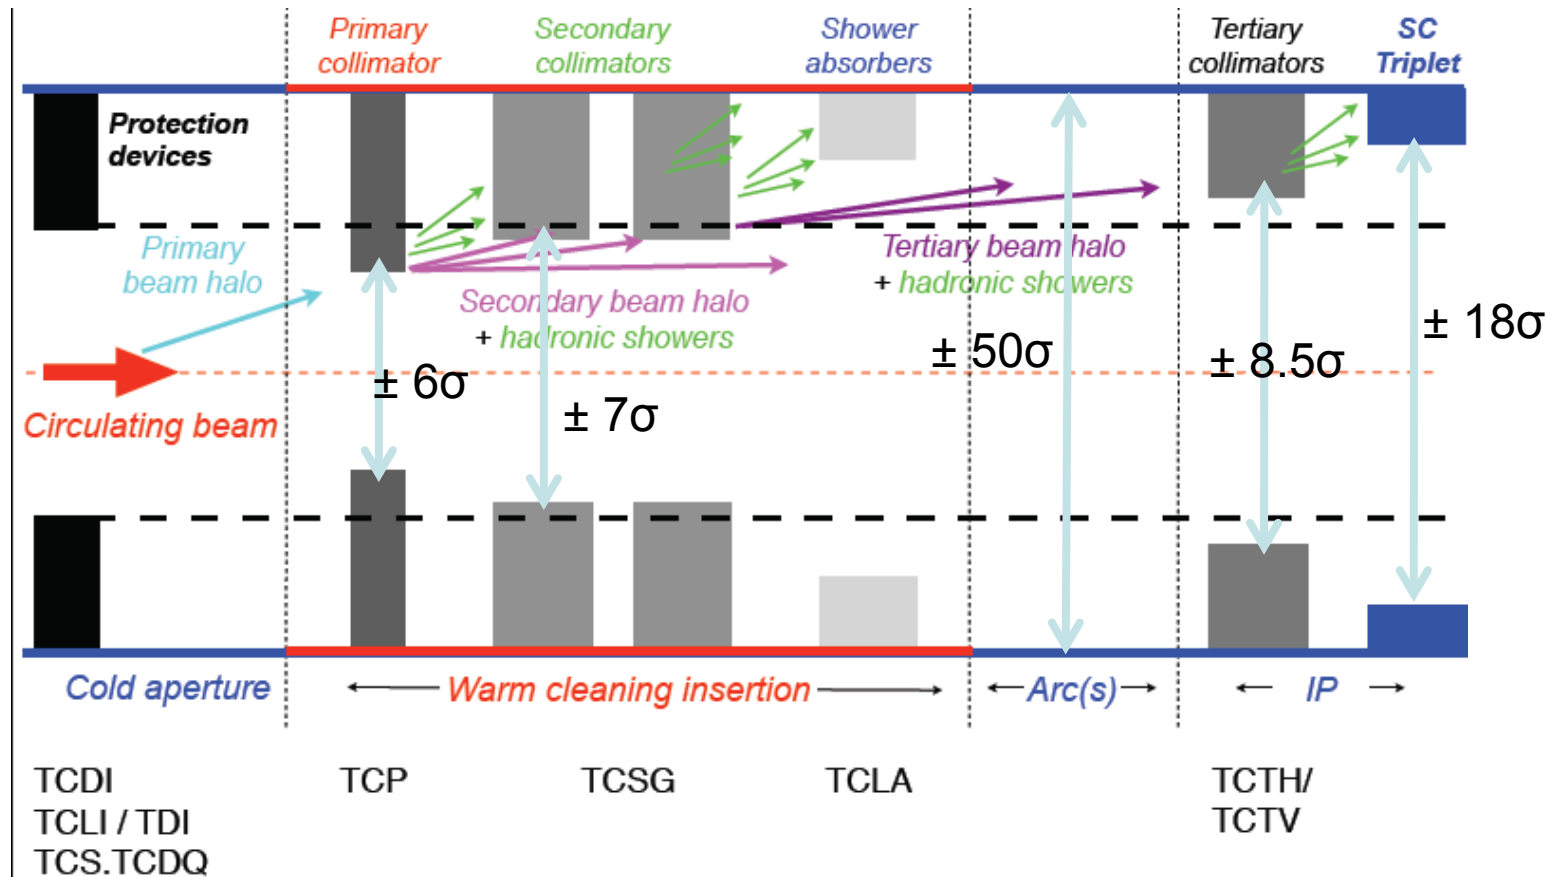 Primary
collimator
Secondary
collimators
Shower
absorbers
Tertiary
collimators
SC
Triplet
Protection
devices
Primary
beam halo
Secondary beam halo
+ hadronic showers
Tertiary beam halo
+ hadronic showers
± 50σ
± 18σ
± 8.5σ
± 6σ
± 7σ
Circulating beam
Cold aperture
Warm cleaning insertion
Arc(s)
IP
TCDI
TCLI / TDI
TCS.TCDQ
TCP
TCSG
TCLA
TCTH/
TCTV